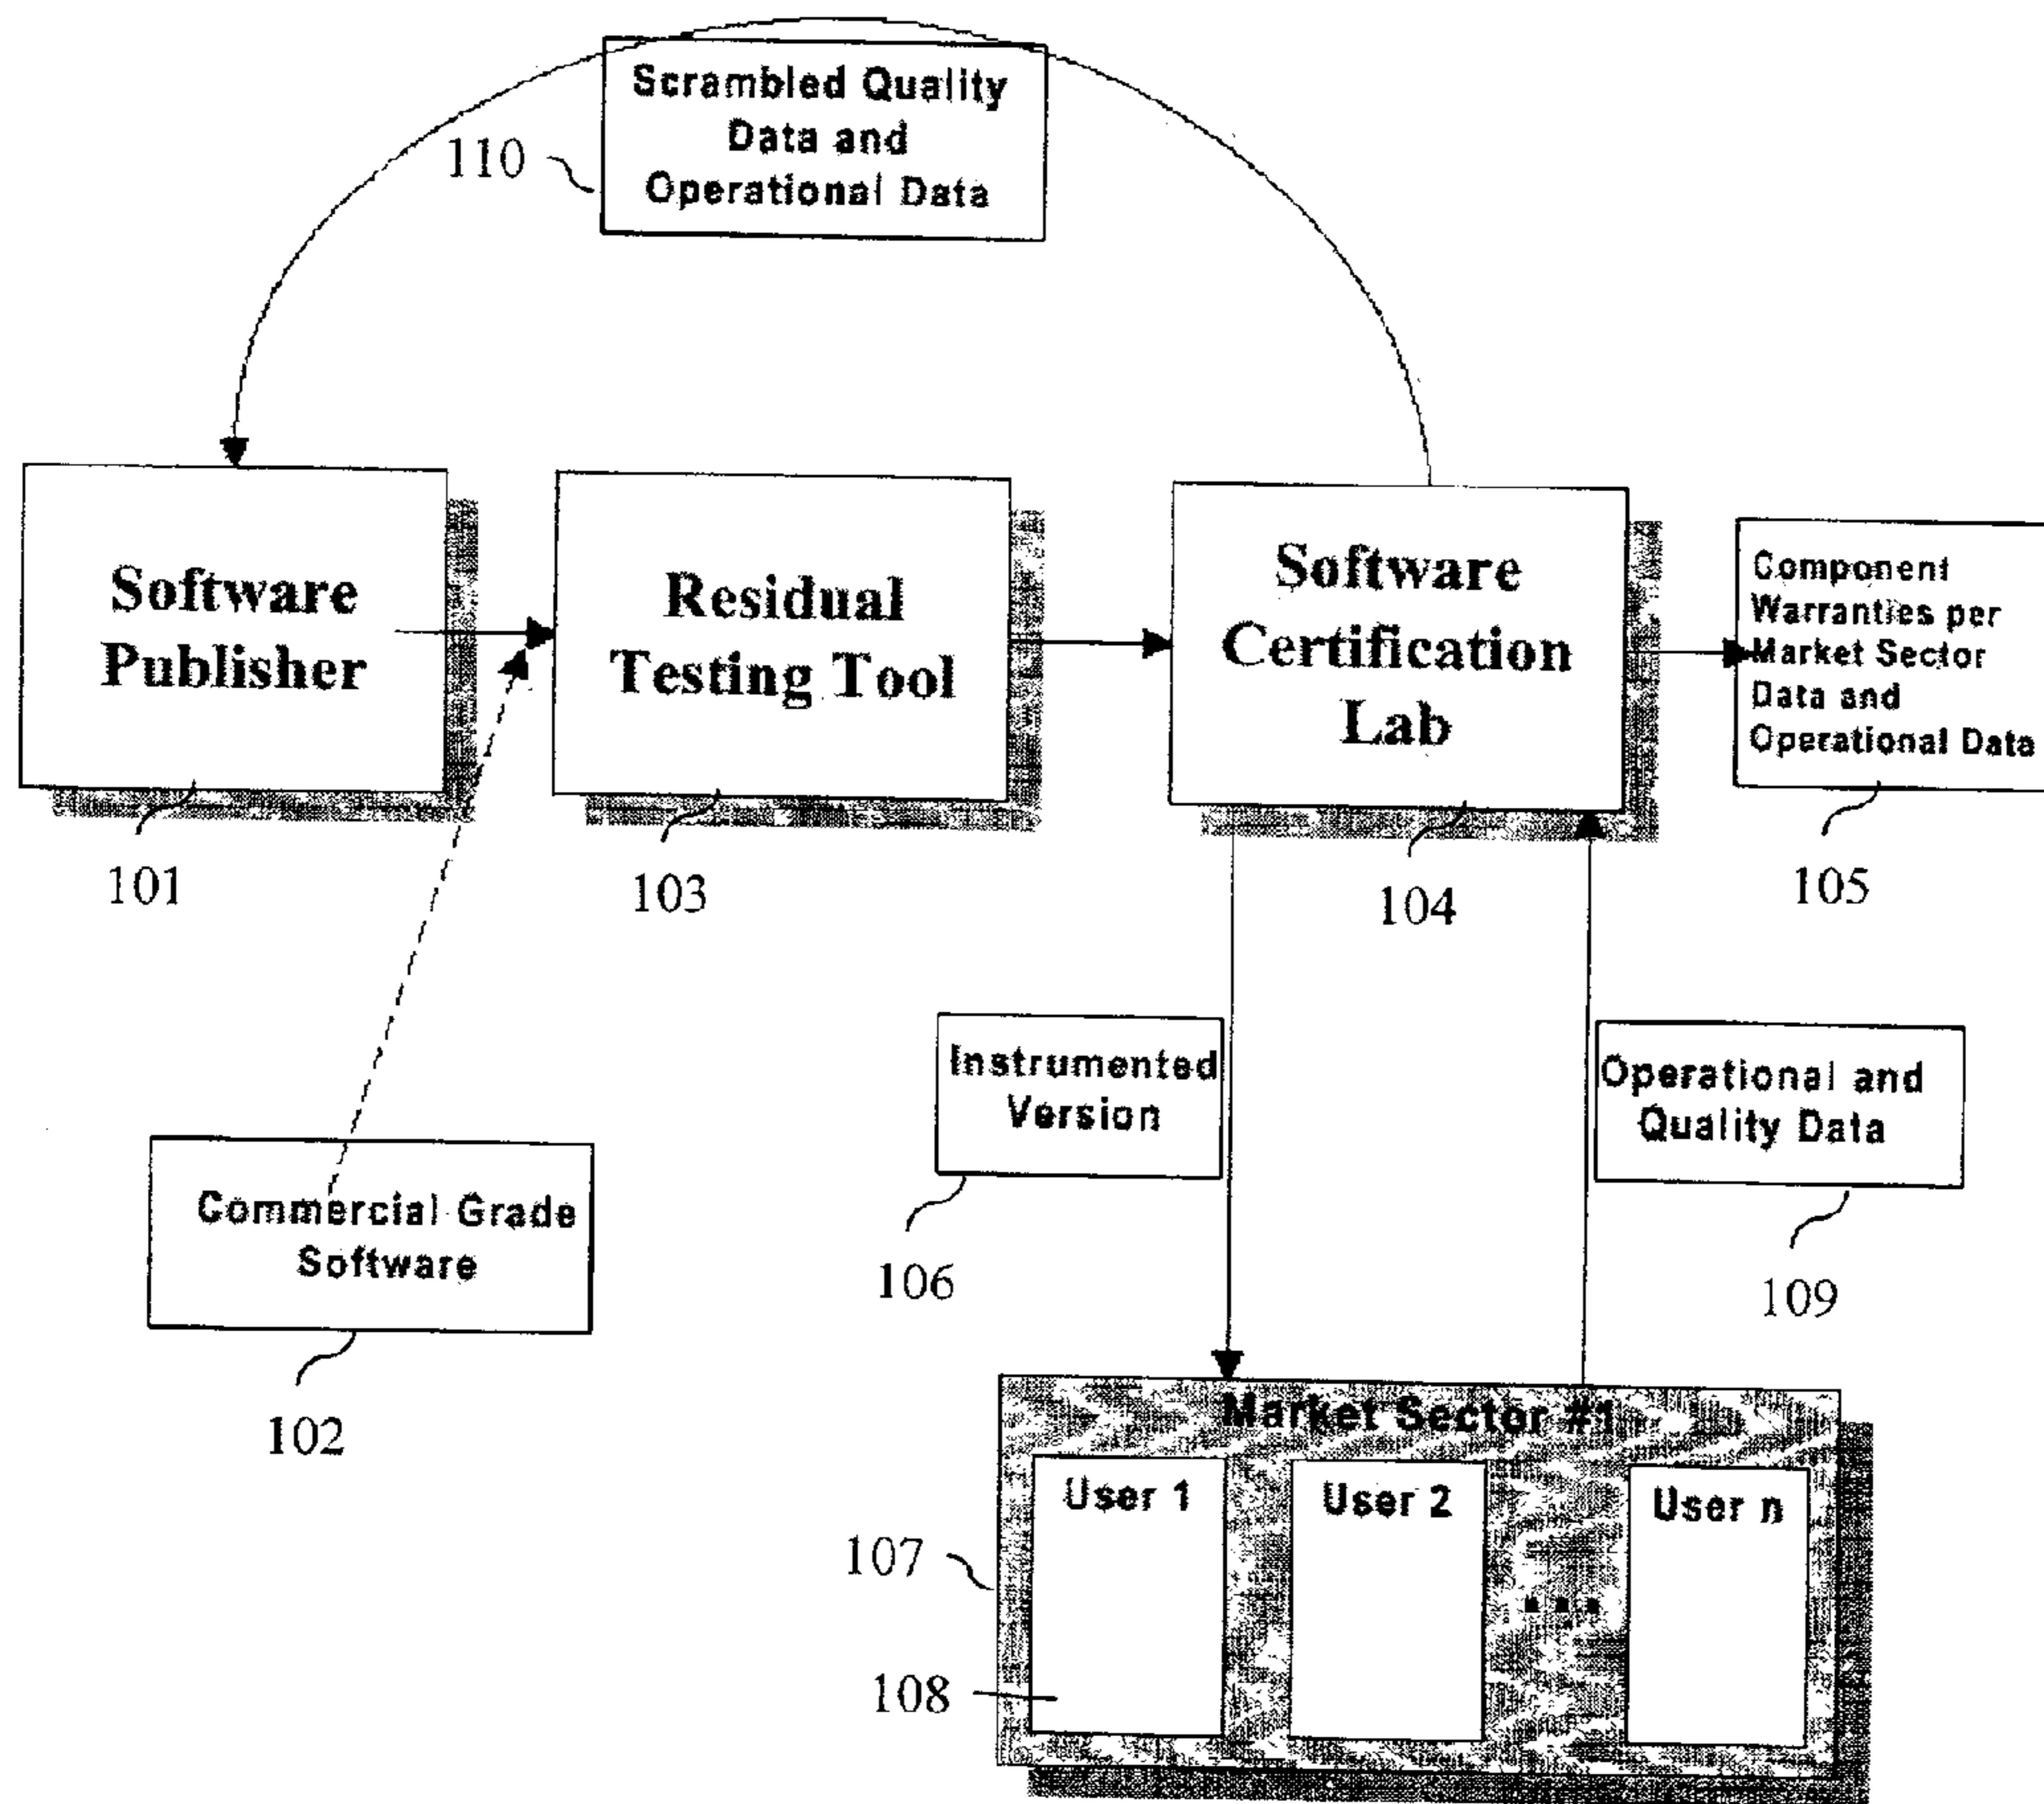 Scrambled Quality
Data and
Operational Data
110
Software
Publisher
101
Residual
Testing Tool
103
Software
Certification
Lab
104
Component
Warranties per
Market Sector
Data and
Operational Data
105
Commercial Grade
Software
102
Instrumented
Version
106
Operational and
Quality Data
109
Market Sector #1
User 1
User 2
...
User n
107
108